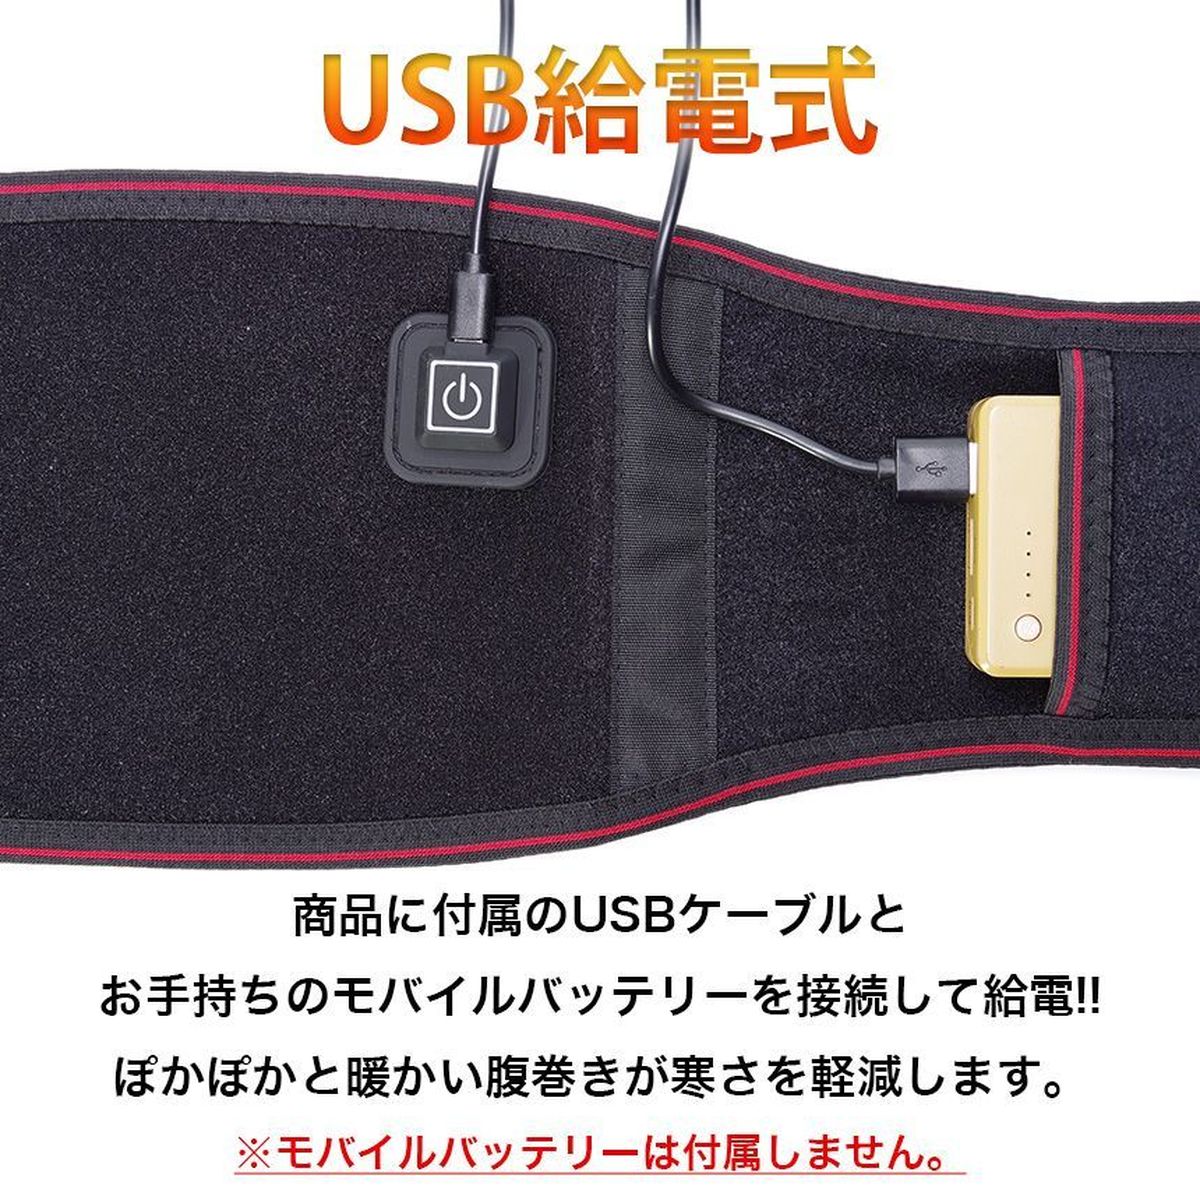 USB給電式
商品に付属のUSBケーブルと
お手持ちのモバイルバッテリーを接続して給電!!
ぽかぽかと暖かい腹巻きが寒さを軽減します。
※モバイルバッテリーは付属しません。